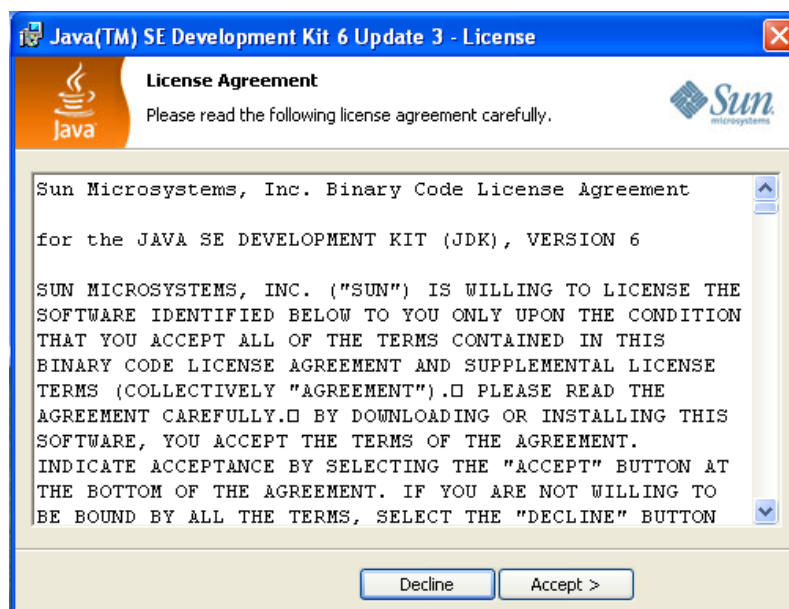 Java(TM) SE Development Kit 6 Update 3 - License
License Agreement
Please read the following license agreement carefully.
Java
Sun
microsystems
Sun Microsystems, Inc. Binary Code License Agreement
for the JAVA SE DEVELOPMENT KIT (JDK), VERSION 6
SUN MICROSYSTEMS, INC. ("SUN") IS WILLING TO LICENSE THE
SOFTWARE IDENTIFIED BELOW TO YOU ONLY UPON THE CONDITION
THAT YOU ACCEPT ALL OF THE TERMS CONTAINED IN THIS
BINARY CODE LICENSE AGREEMENT AND SUPPLEMENTAL LICENSE
TERMS (COLLECTIVELY "AGREEMENT").□ PLEASE READ THE
AGREEMENT CAREFULLY.□ BY DOWNLOADING OR INSTALLING THIS
SOFTWARE, YOU ACCEPT THE TERMS OF THE AGREEMENT.
INDICATE ACCEPTANCE BY SELECTING THE "ACCEPT" BUTTON AT
THE BOTTOM OF THE AGREEMENT. IF YOU ARE NOT WILLING TO
BE BOUND BY ALL THE TERMS, SELECT THE "DECLINE" BUTTON
Decline
Accept >